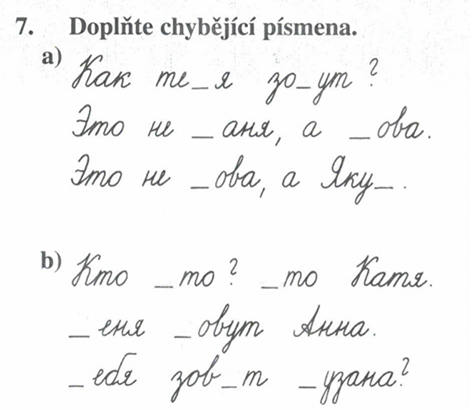 7. Doplňte chybějící písmena.
a) Как те_я зо_ут?
Это не _аня, а _ова.
Это не _ова, а Яку_.
b) Кто _то? _то Катя.
_еня _овут Анна.
_ебя зов_т _узана?